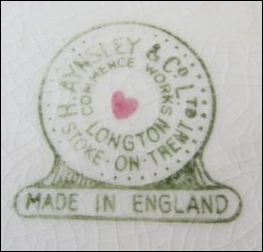 H. AYNSLEY & Co. LTD
COMMERCE WORKS
LONGTON
STOKE-ON-TRENT
MADE IN ENGLAND